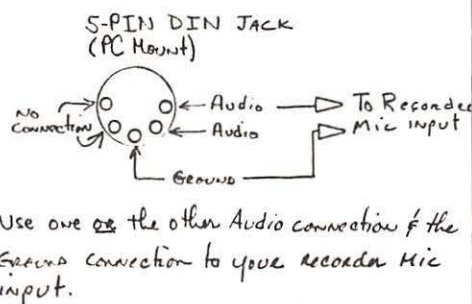 5-PIN DIN JACK
(PC Mount)
No Connection
Audio
Audio
To Recorder
Mic Input
Ground
Use one or the other Audio connection & the
Ground connection to your recorder Mic
input.